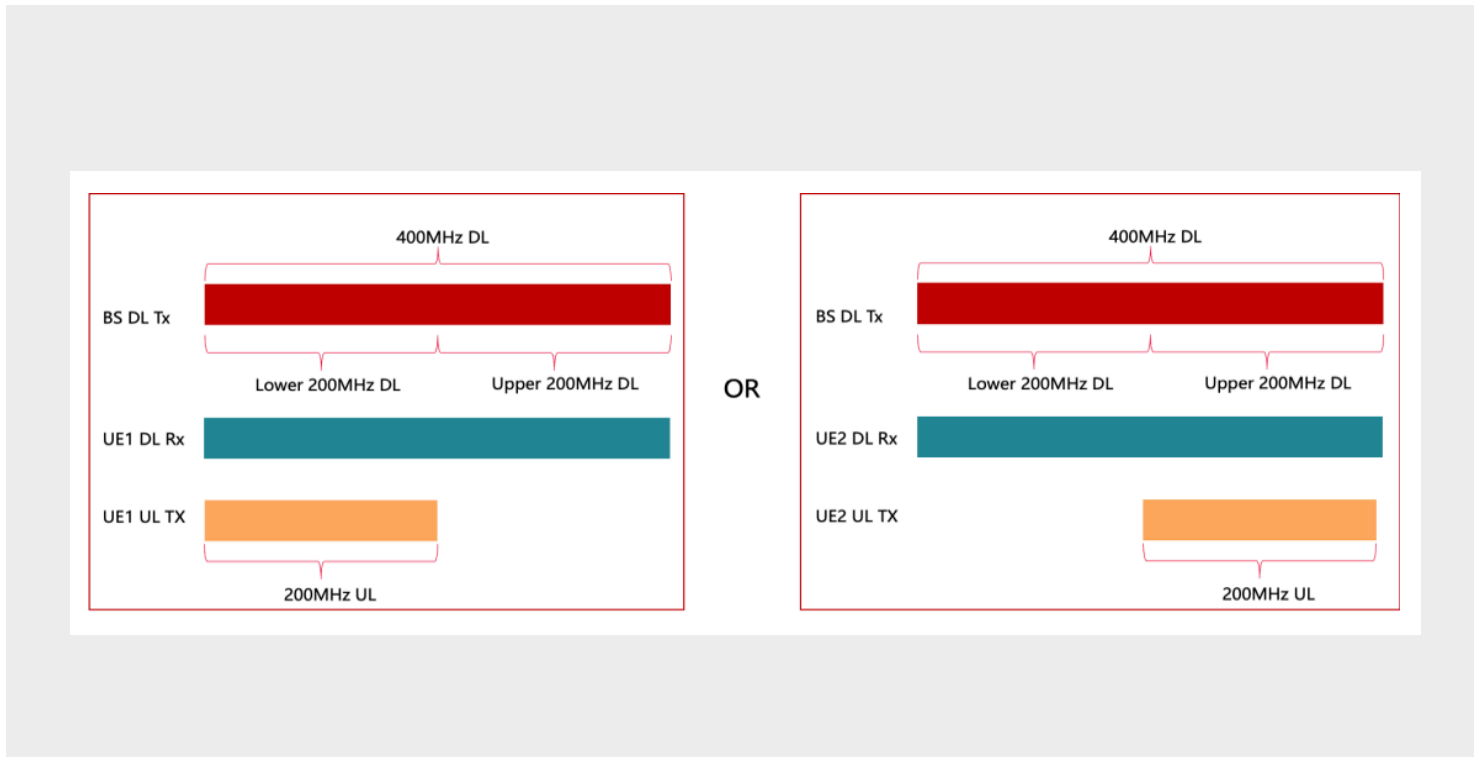 400MHz DL
BS DL Tx
Lower 200MHz DL
Upper 200MHz DL
UE1 DL Rx
UE1 UL TX
200MHz UL
OR
400MHz DL
BS DL Tx
Lower 200MHz DL
Upper 200MHz DL
UE2 DL Rx
UE2 UL TX
200MHz UL